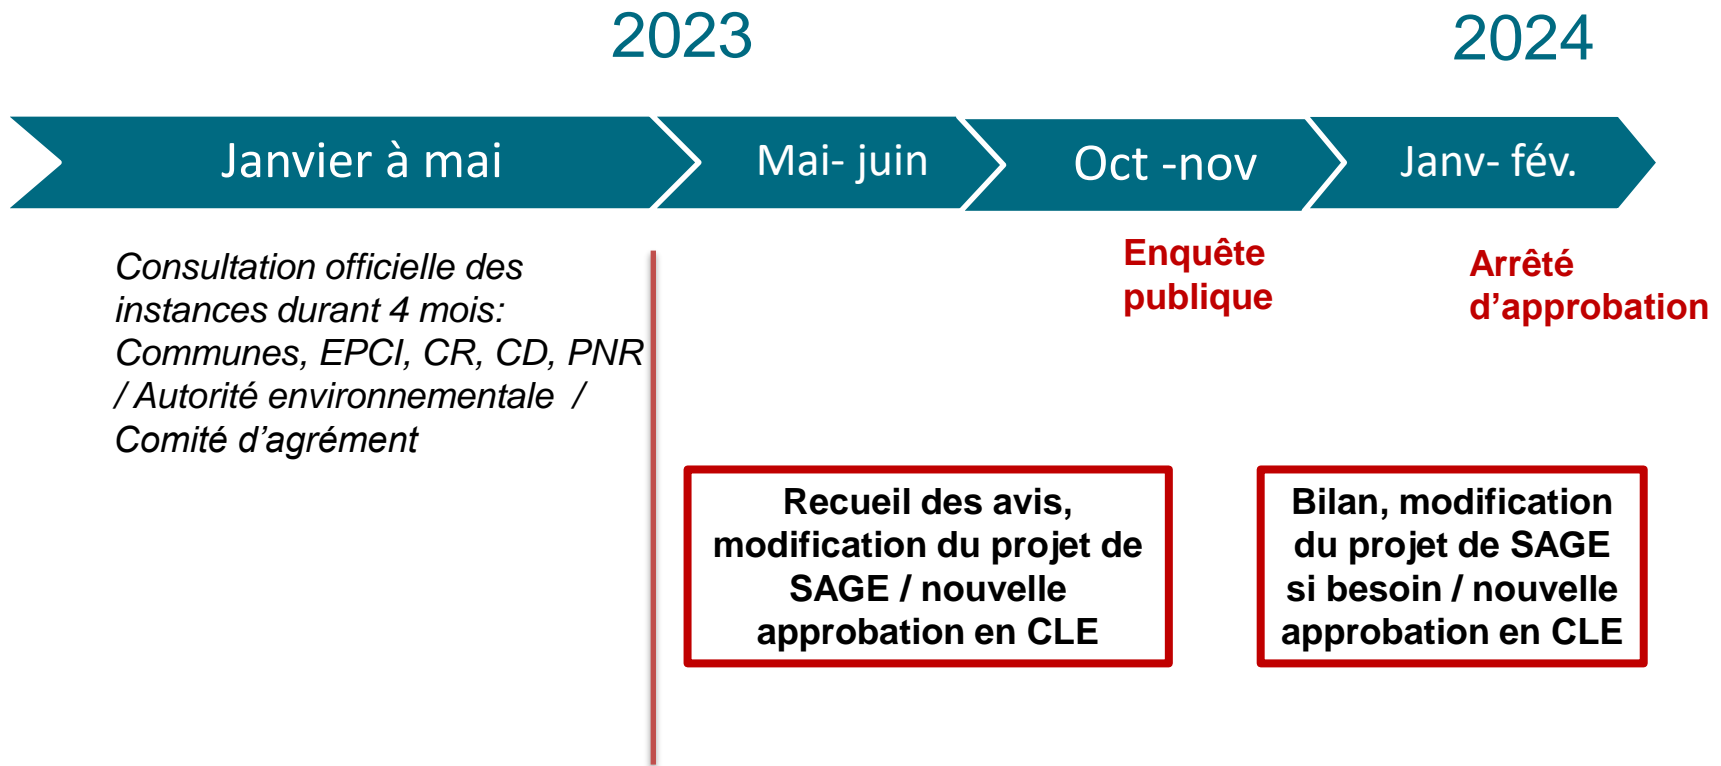 2023
2024
Janvier à mai
Mai- juin
Oct -nov
Janv- fév.
Consultation officielle des
instances durant 4 mois:
Communes, EPCI, CR, CD, PNR
/ Autorité environnementale /
Comité d’agrément
Enquête
publique
Arrêté
d’approbation
Recueil des avis,
modification du projet de
SAGE / nouvelle
approbation en CLE
Bilan, modification
du projet de SAGE
si besoin / nouvelle
approbation en CLE